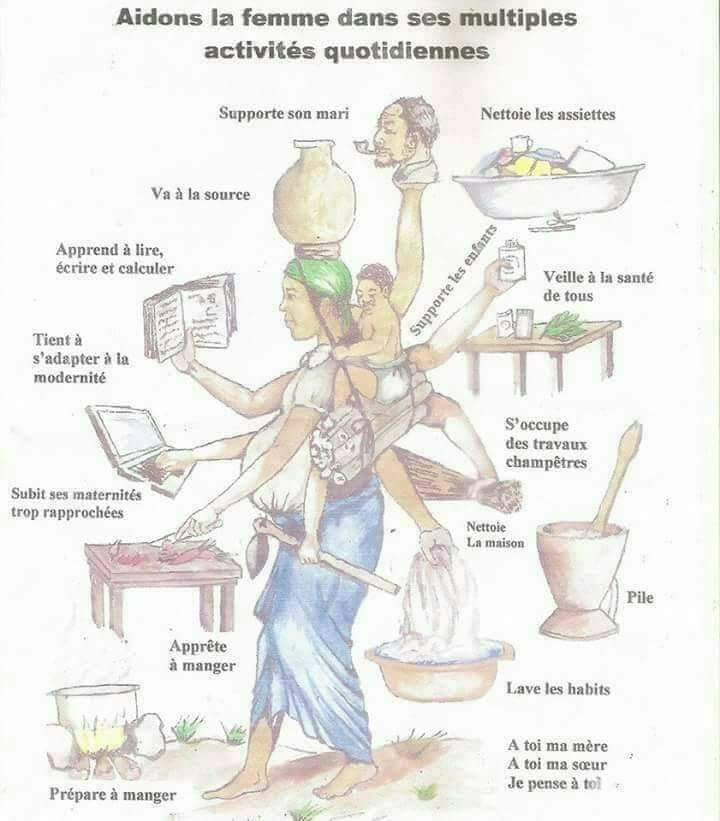 Aidons la femme dans ses multiples
activités quotidiennes
Supporte son mari
Nettoie les assiettes
Va à la source
Supporte les enfants
Apprend à lire,
écrire et calculer
Veille à la santé
de tous
Tient à
s'adapter à la
modernité
S'occupe
des travaux
champêtres
Subit ses maternités
trop rapprochées
Nettoie
La maison
Pile
Apprête
à manger
Lave les habits
A toi ma mère
A toi ma sœur
Je pense à toi
Prépare à manger